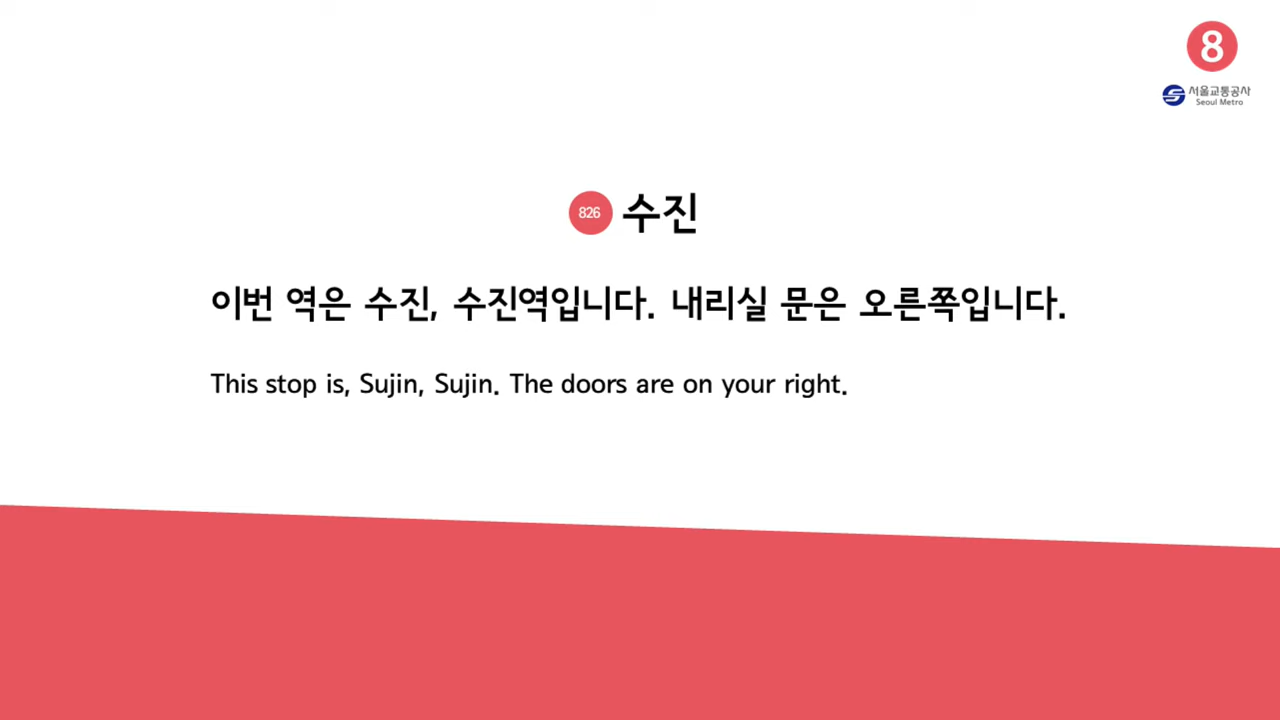 8
서울교통공사
Seoul Metro
826 수진
이번 역은 수진, 수진역입니다. 내리실 문은 오른쪽입니다.
This stop is, Sujin, Sujin. The doors are on your right.